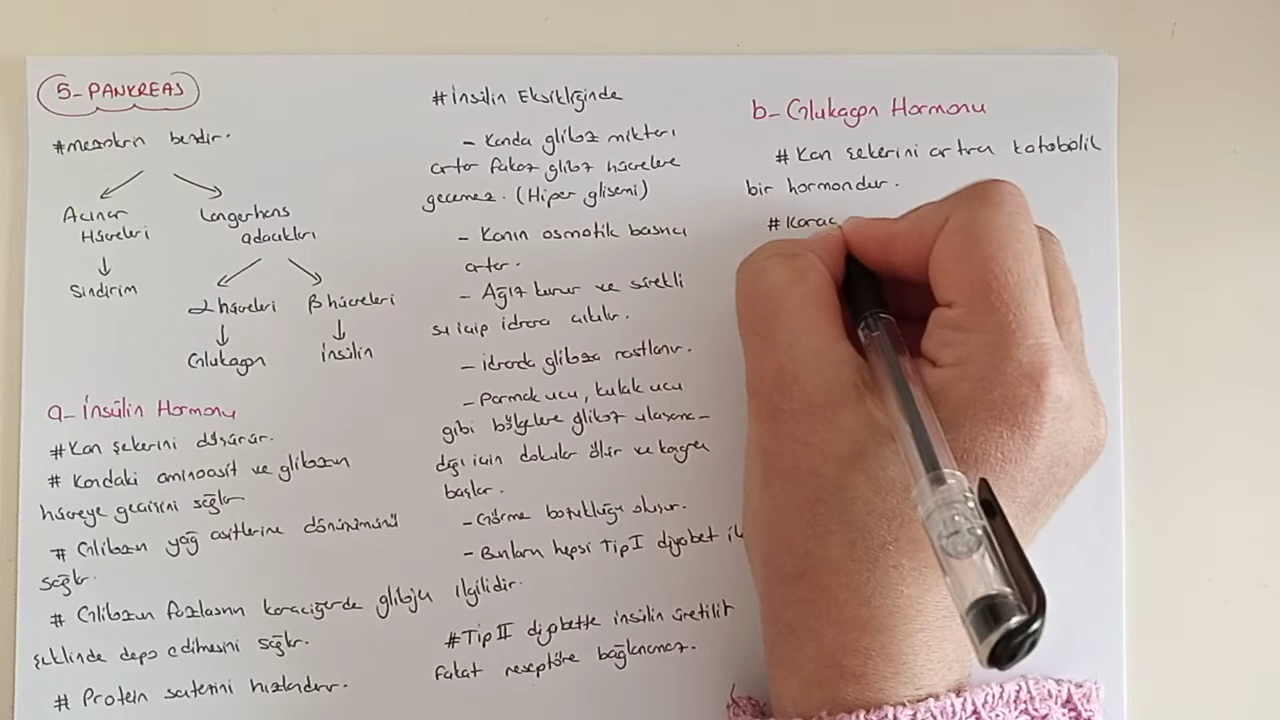 5- PANKREAS
#mezokrin bezdir.
Acınar
Hücreleri
Langerhans
adacıkları
Sindirim
α hücreleri
β hücreleri
Glukagon
insülin
a- İnsülin Hormonu
#Kan şekerini düşürür.
# Kandaki aminoasit ve glikozun
hücreye geçişini sağlar
# Glikozun yağ asitlerine dönüşümünü
sağlar.
# Glikozun fazlasının karaciğerde glikojen
şeklinde depo edilmesini sağlar.
# Protein sentezini hızlandırır.
#İnsülin Eksikliğinde
- Kanda glikoz miktarı
artar fakat glikoz hücrelere
geçemez. (Hiper glisemi)
- Kanın osmotik basıncı
artar.
- Ağız kurur ve sürekli
su içip idrara çıkılır.
- idrarda glikoza rastlanır.
- Parmak ucu, kulak ucu
gibi bölgelere glikoz ulaşama-
dığı için dokular ölür ve kangren
başlar.
- Görme bozukluğu oluşur.
- Bunların hepsi Tip I diyabet il
ilgilidir.
#Tip II diyabette insülin üretilir
fakat reseptöre bağlanamaz.
b- Glukagon Hormonu
# Kan şekerini artıran katabolik
bir hormondur.
# Karac